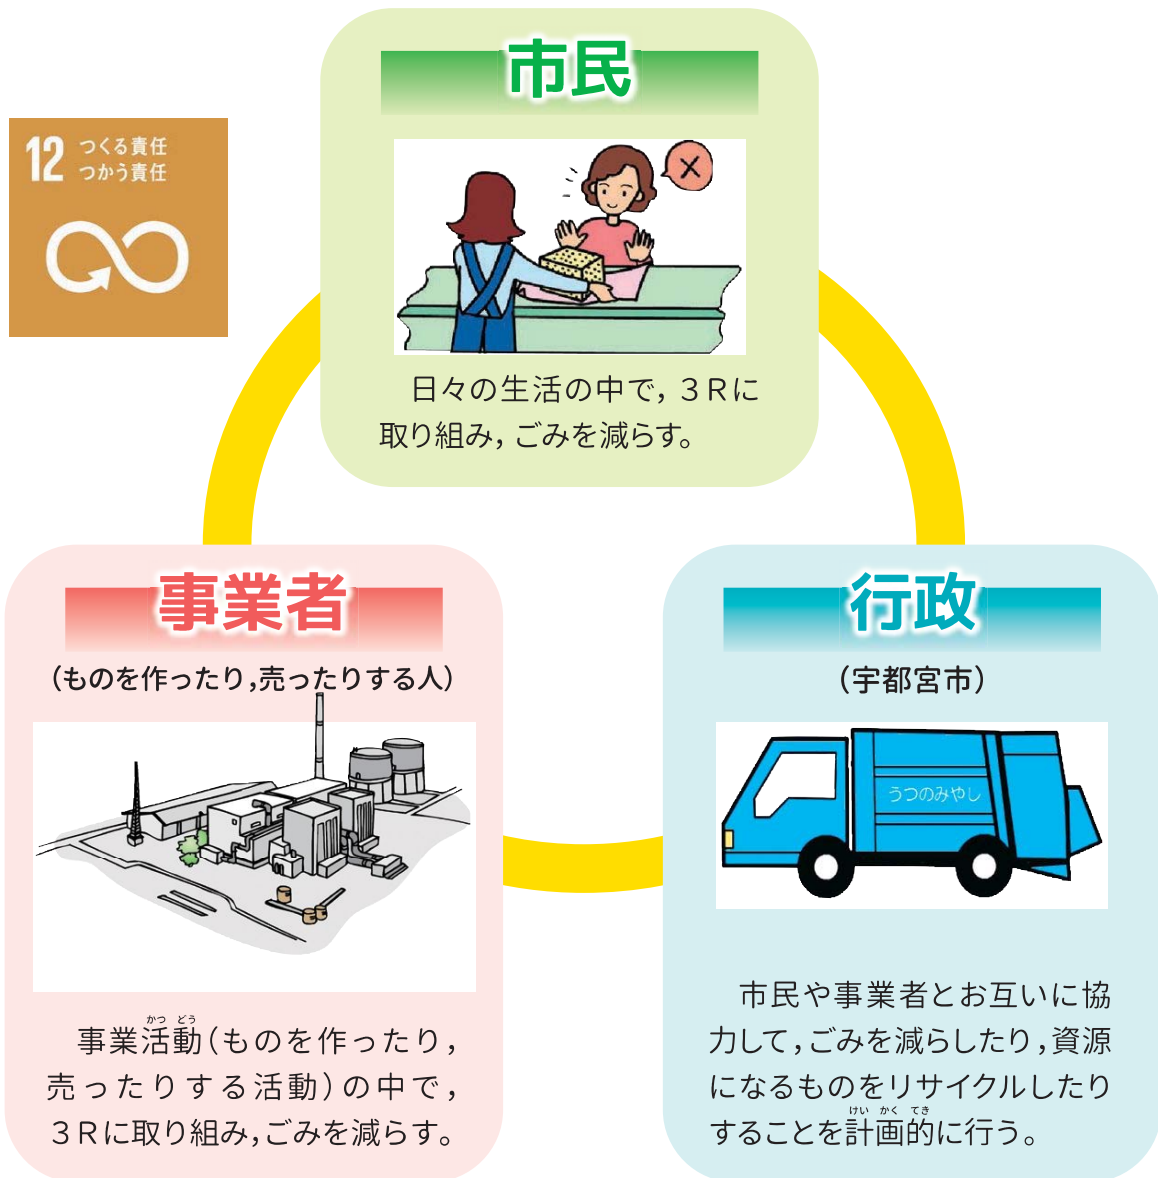 市民
12 つくる責任
つかう責任
X
日々の生活の中で，３Ｒに
取り組み，ごみを減らす。
事業者
（ものを作ったり，売ったりする人）
事業活動（ものを作ったり，
かつ どう
売ったりする活動）の中で，
３Ｒに取り組み，ごみを減らす。
行政
（宇都宮市）
うつのみやし
市民や事業者とお互いに協
力して，ごみを減らしたり，資源
になるものをリサイクルしたり
することを計画的に行う。
けい かく てき